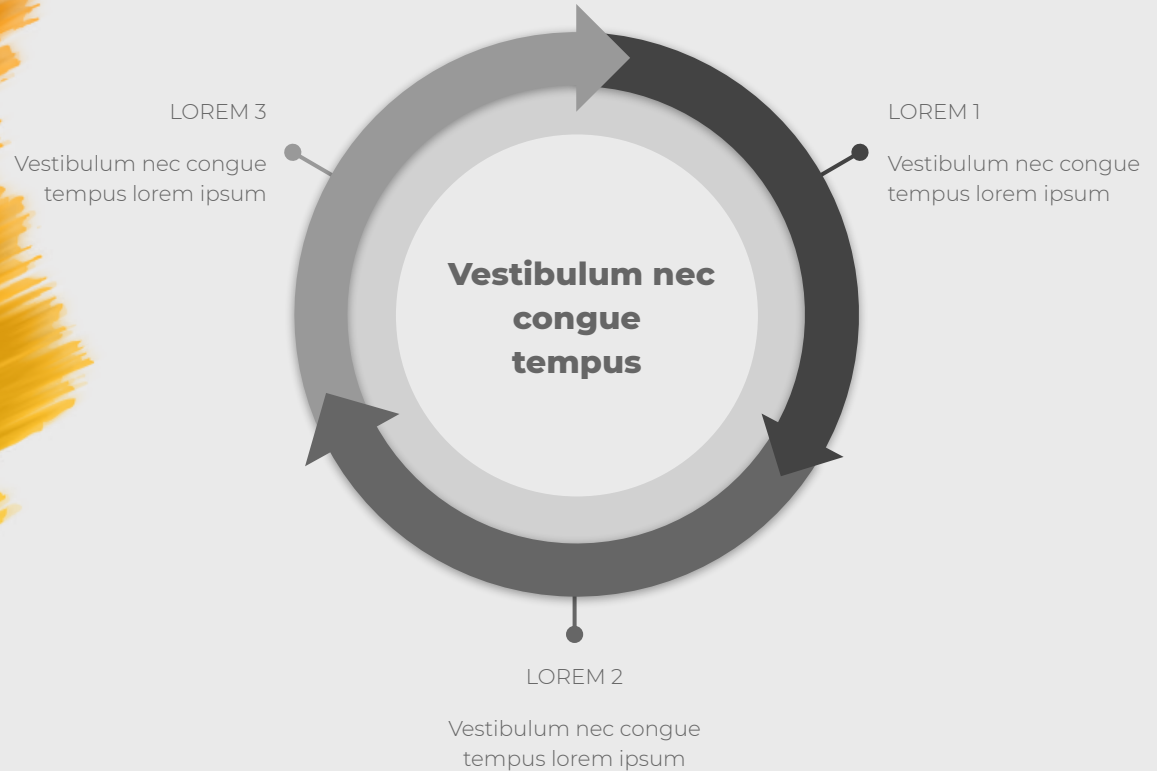 LOREM 3
Vestibulum nec congue
tempus lorem ipsum
LOREM 1
Vestibulum nec congue
tempus lorem ipsum
Vestibulum nec
congue
tempus
LOREM 2
Vestibulum nec congue
tempus lorem ipsum